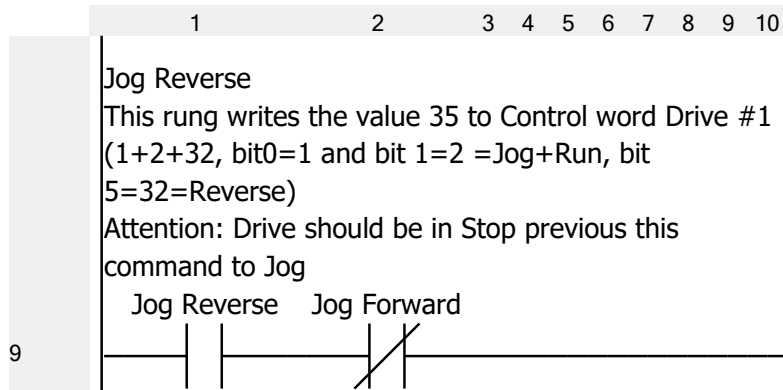 1 2 3 4 5 6 7 8 9 10
Jog Reverse
This rung writes the value 35 to Control word Drive #1
(1+2+32, bit0=1 and bit 1=2 =Jog+Run, bit
5=32=Reverse)
Attention: Drive should be in Stop previous this
command to Jog
Jog Reverse Jog Forward
9